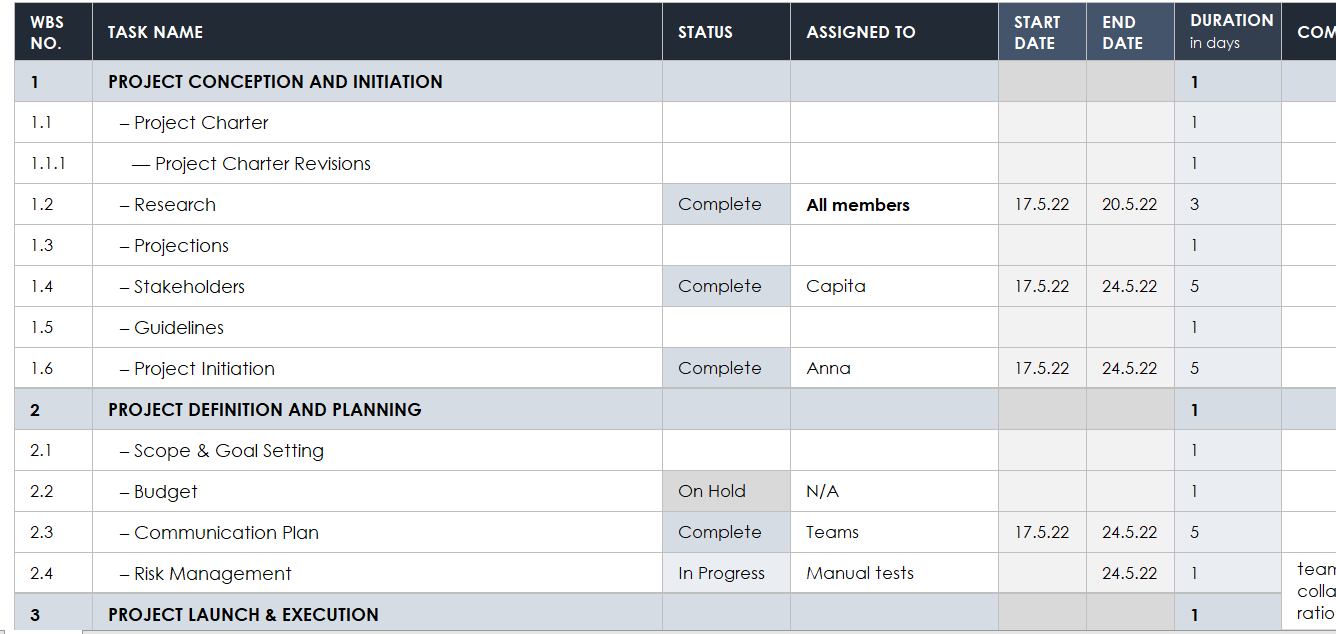 WBS NO. TASK NAME STATUS ASSIGNED TO START DATE END DATE DURATION in days
1 PROJECT CONCEPTION AND INITIATION 1
1.1 – Project Charter 1
1.1.1 — Project Charter Revisions 1
1.2 – Research Complete All members 17.5.22 20.5.22 3
1.3 – Projections 1
1.4 – Stakeholders Complete Capita 17.5.22 24.5.22 5
1.5 – Guidelines 1
1.6 – Project Initiation Complete Anna 17.5.22 24.5.22 5
2 PROJECT DEFINITION AND PLANNING 1
2.1 – Scope & Goal Setting 1
2.2 – Budget On Hold N/A 1
2.3 – Communication Plan Complete Teams 17.5.22 24.5.22 5
2.4 – Risk Management In Progress Manual tests 24.5.22 1
3 PROJECT LAUNCH & EXECUTION 1